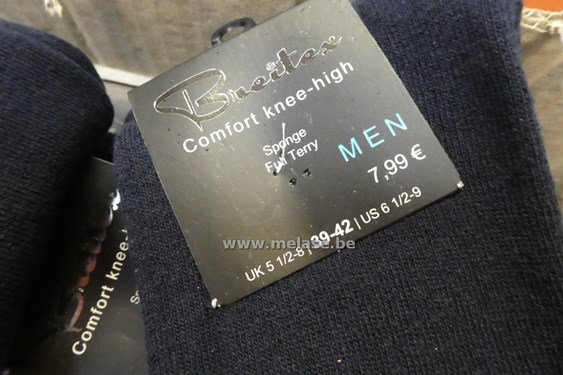 Breitex
®
Comfort knee-high
Sponge
Full Terry
MEN
7,99 €
UK 5 1/2-8 | 39-42 | US 6 1/2-9
www.melase.be
Comfort knee-